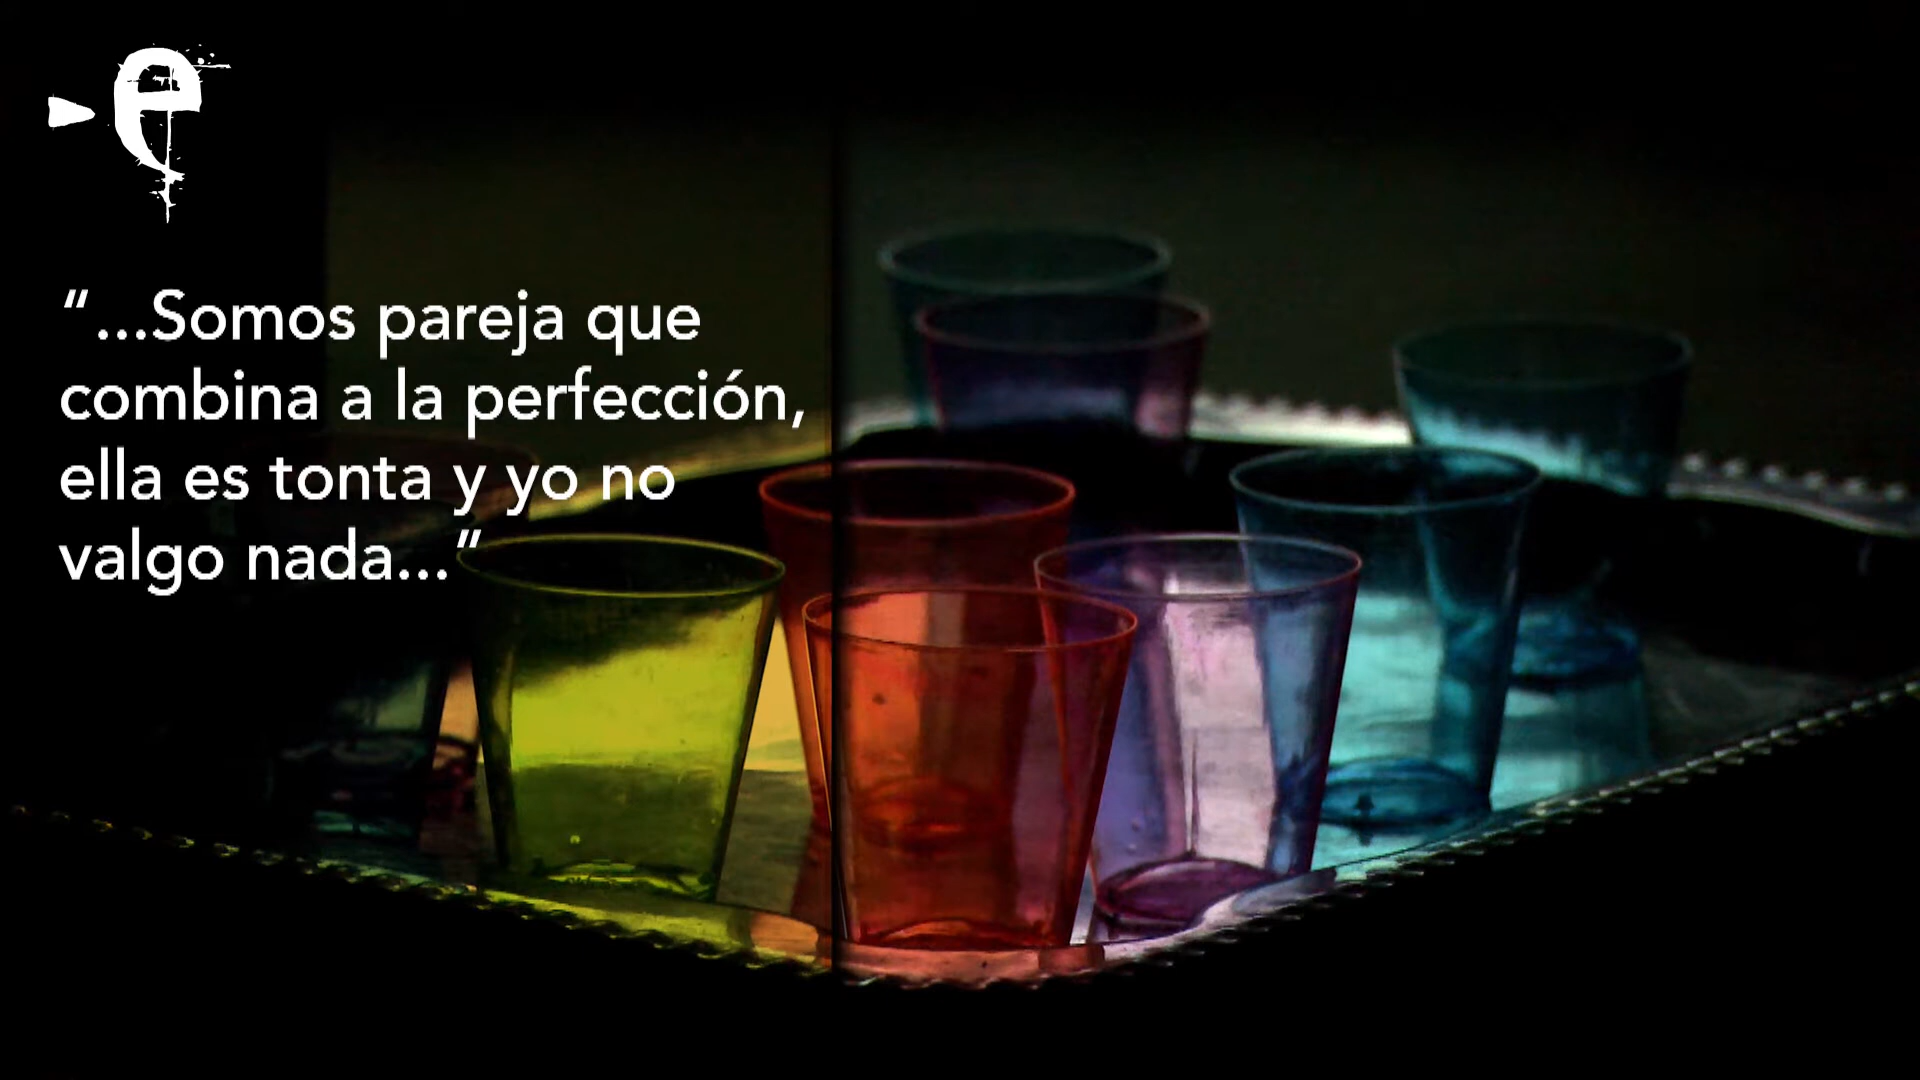 e
“...Somos pareja que
combina a la perfección,
ella es tonta y yo no
valgo nada...”